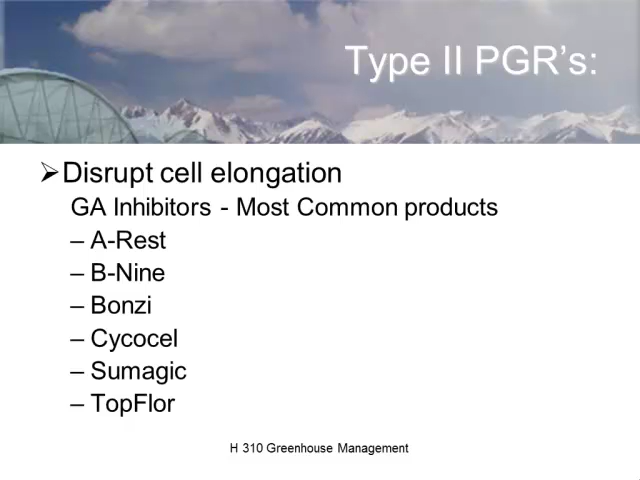 Type II PGR’s:
➢Disrupt cell elongation
GA Inhibitors - Most Common products
– A-Rest
– B-Nine
– Bonzi
– Cycocel
– Sumagic
– TopFlor
H 310 Greenhouse Management